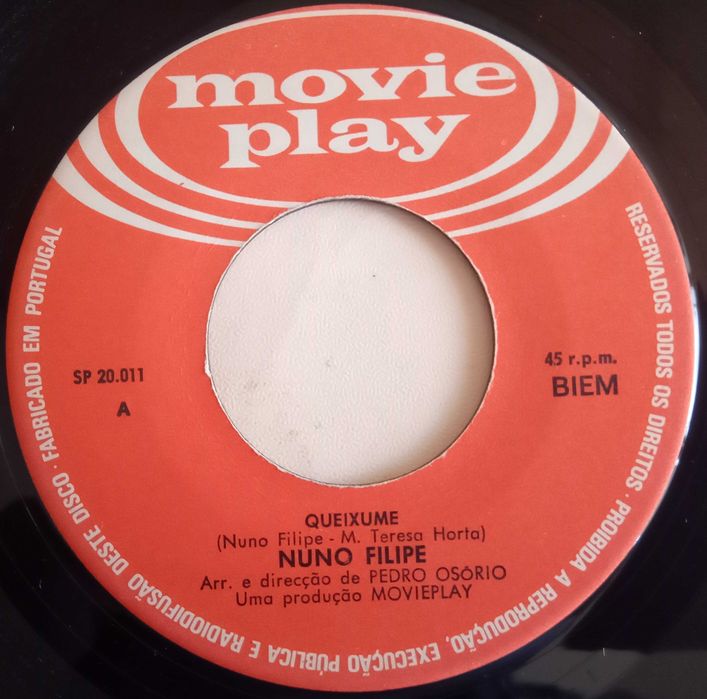 movie
play
RESERVADOS TODOS OS DIREITOS · PROIBIDA A REPRODUÇÃO, EXECUÇÃO PÚBLICA E RADIODIFUSÃO DESTE DISCO · FABRICADO EM PORTUGAL
SP 20.011
A
45 r.p.m.
BIEM
QUEIXUME
(Nuno Filipe - M. Teresa Horta)
NUNO FILIPE
Arr. e direcção de PEDRO OSÓRIO
Uma produção MOVIEPLAY